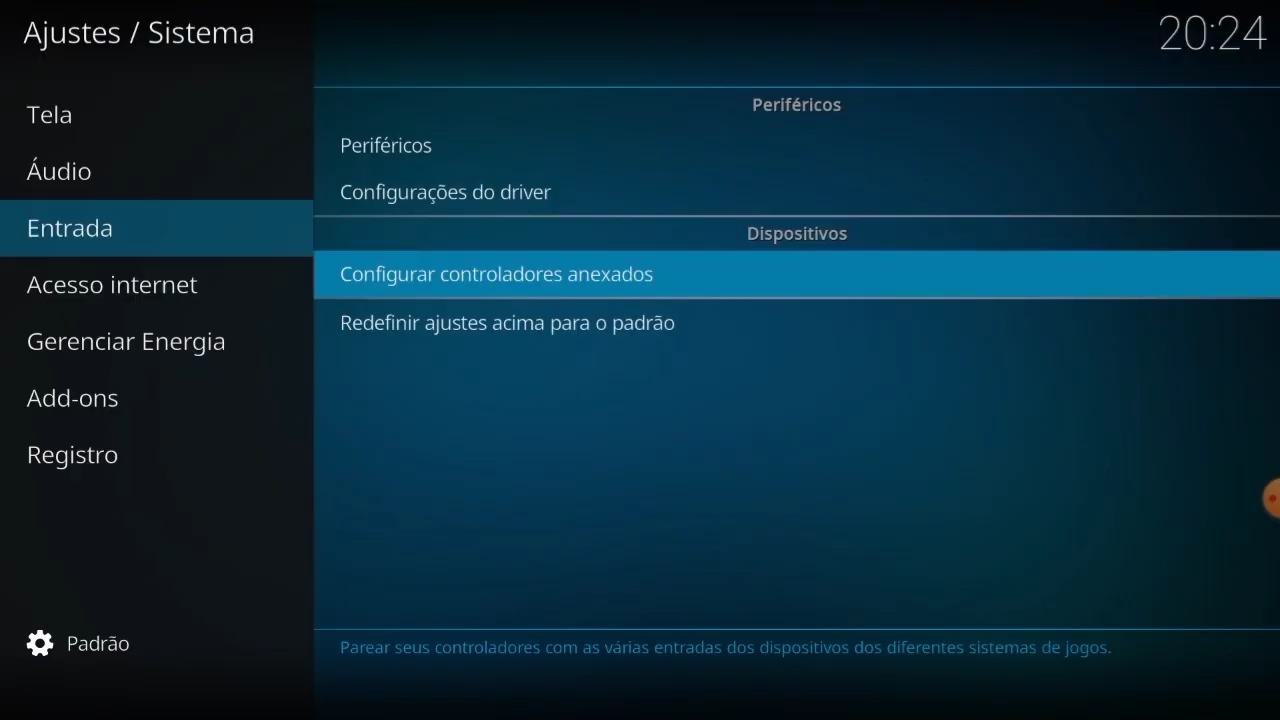 Ajustes / Sistema
20:24
Tela
Áudio
Entrada
Acesso internet
Gerenciar Energia
Add-ons
Registro
Padrão
Periféricos
Periféricos
Configurações do driver
Dispositivos
Configurar controladores anexados
Redefinir ajustes acima para o padrão
Parear seus controladores com as várias entradas dos dispositivos dos diferentes sistemas de jogos.